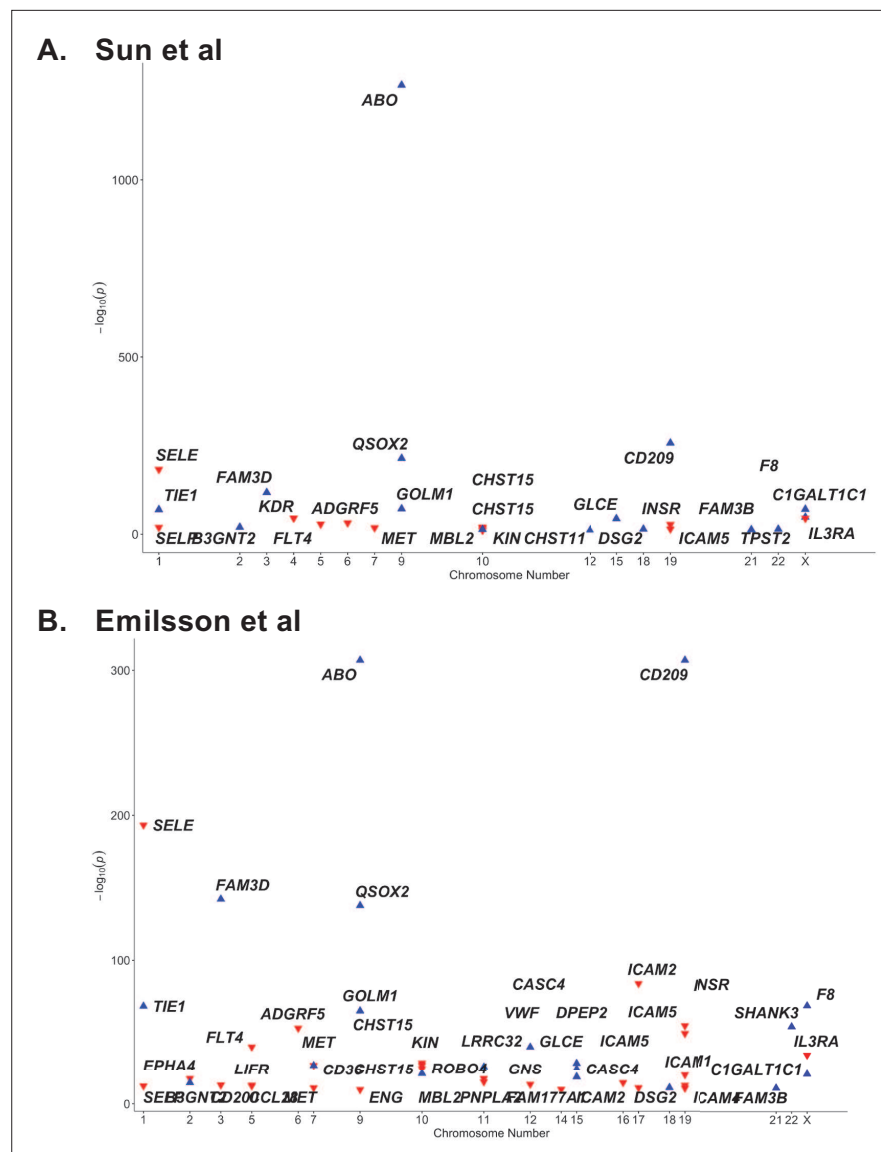 A. Sun et al
ABO
1000
−log10(p)
500
QSOX2
SELE
CD209
F8
FAM3D
CHST15
TIE1
GOLM1
C1GALT1C1
KDR
ADGRF5
CHST15
GLCE
INSR
FAM3B
SELP B3GNT2 FLT4 MET MBL2 KIN CHST11 DSG2 ICAM5 TPST2 IL3RA
0
1 2 3 4 5 6 7 9 10 12 15 18 19 21 22 X
Chromosome Number
B. Emilsson et al
300
ABO
CD209
200
SELE
−log10(p)
FAM3D
QSOX2
100
ICAM2
CASC4
INSR
GOLM1
F8
TIE1
ADGRF5
CHST15
VWF DPEP2 ICAM5 SHANK3
FLT4 MET KIN LRRC32 GLCE ICAM5 IL3RA
EPHA4 LIFR CHST15 ROBO4 GNS CASC4 ICAM1 C1GALT1C1
B3GNT2 CD200 MET ENG MBL2 PNPLA2 FAM177A1 ICAM2 DSG2 ICAM4 FAM3B
0
1 2 3 5 6 7 9 10 11 12 14 15 16 17 18 19 21 22 X
Chromosome Number